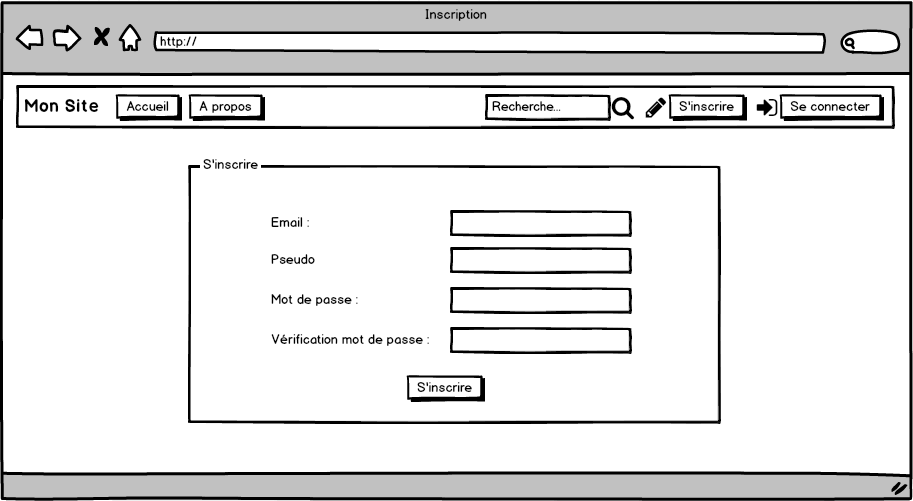 Inscription
http://
Mon Site Accueil A propos Recherche... S'inscrire Se connecter
S'inscrire
Email :
Pseudo
Mot de passe :
Vérification mot de passe :
S'inscrire